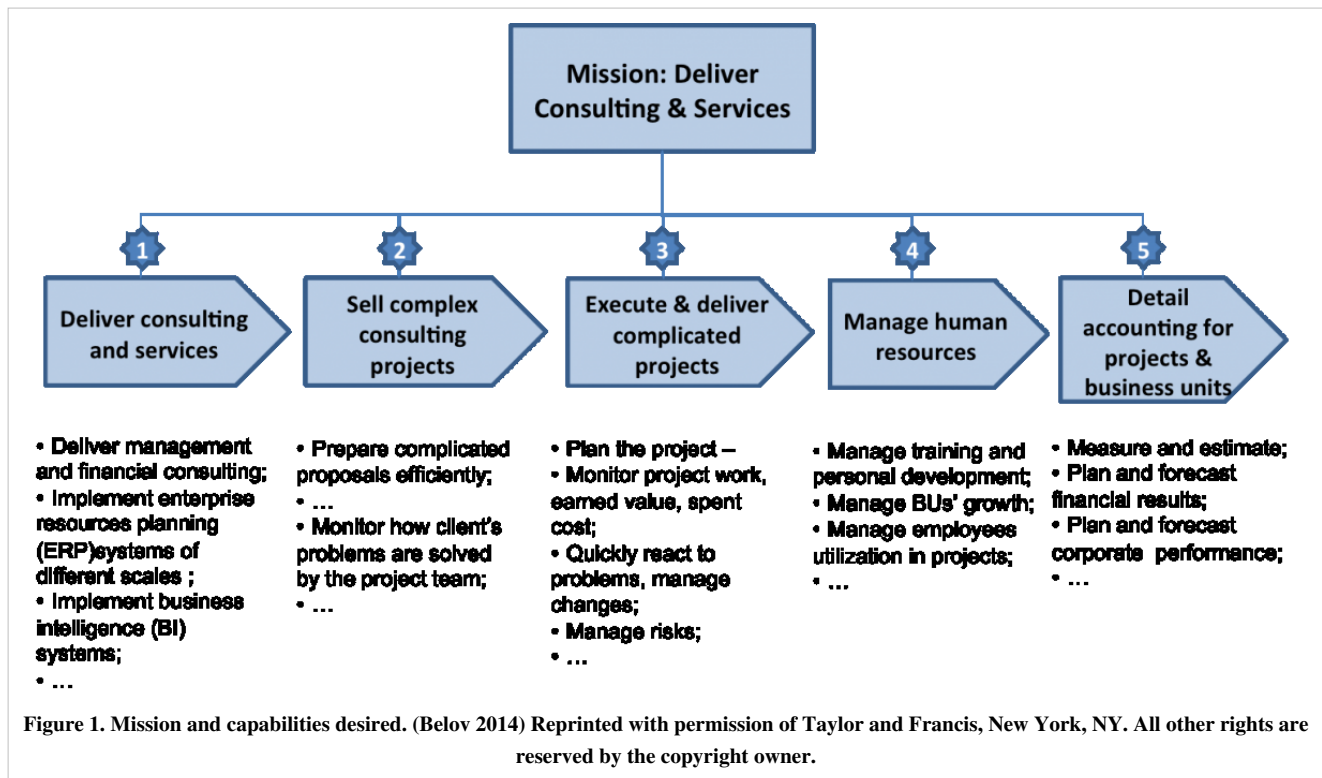 Mission: Deliver
Consulting & Services
1
Deliver consulting
and services
• Deliver management
and financial consulting;
• Implement enterprise
resources planning
(ERP)systems of
different scales ;
• Implement business
intelligence (BI)
systems;
• …
2
Sell complex
consulting
projects
• Prepare complicated
proposals efficiently;
• …
• Monitor how client's
problems are solved
by the project team;
• …
3
Execute & deliver
complicated
projects
• Plan the project –
• Monitor project work,
earned value, spent
cost;
• Quickly react to
problems, manage
changes;
• Manage risks;
• …
4
Manage human
resources
• Manage training and
personal development;
• Manage BUs' growth;
• Manage employees
utilization in projects;
• …
5
Detail
accounting for
projects &
business units
• Measure and estimate;
• Plan and forecast
financial results;
• Plan and forecast
corporate performance;
• …
Figure 1. Mission and capabilities desired. (Belov 2014) Reprinted with permission of Taylor and Francis, New York, NY. All other rights are
reserved by the copyright owner.